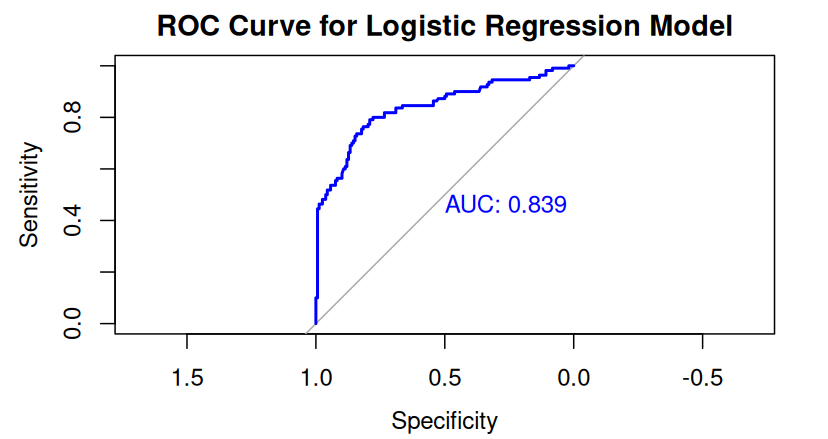 ROC Curve for Logistic Regression Model
Sensitivity
0.8
0.4
0.0
AUC: 0.839
1.5 1.0 0.5 0.0 -0.5
Specificity